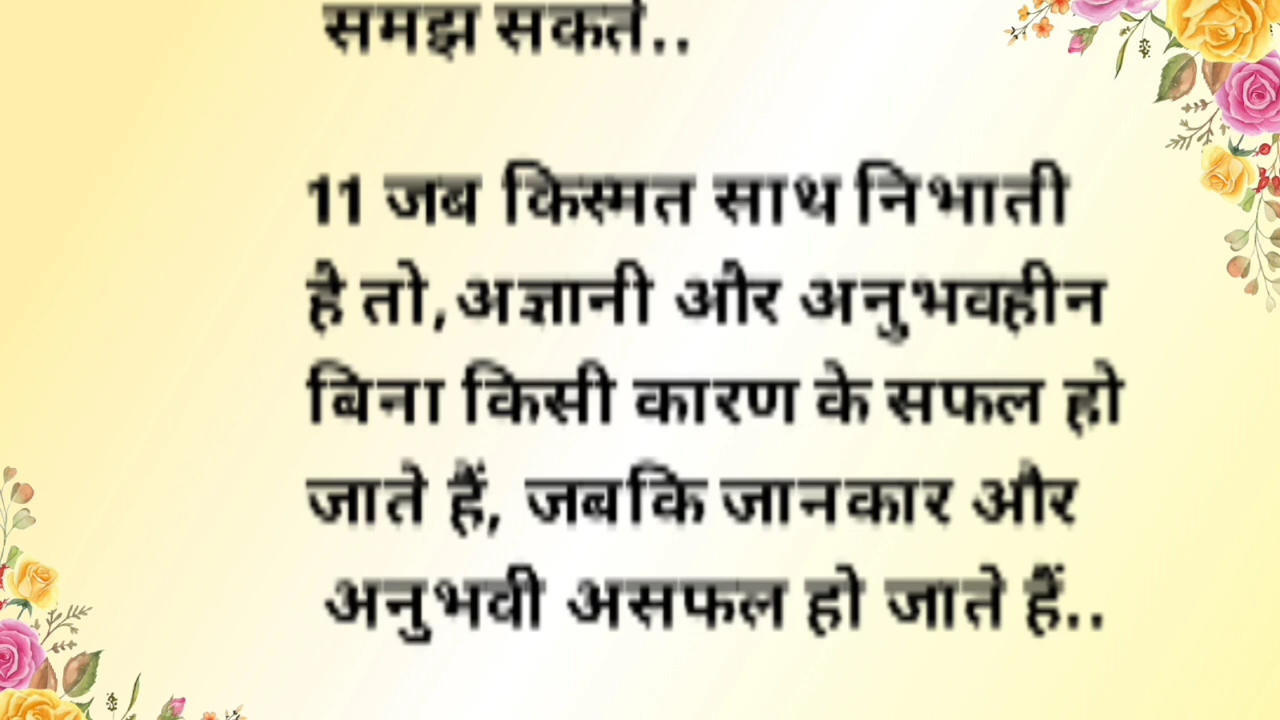 समझ सकते..
11 जब किस्मत साथ निभाती
है तो,अज्ञानी और अनुभवहीन
बिना किसी कारण के सफल हो
जाते हैं, जबकि जानकार और
अनुभवी असफल हो जाते हैं..